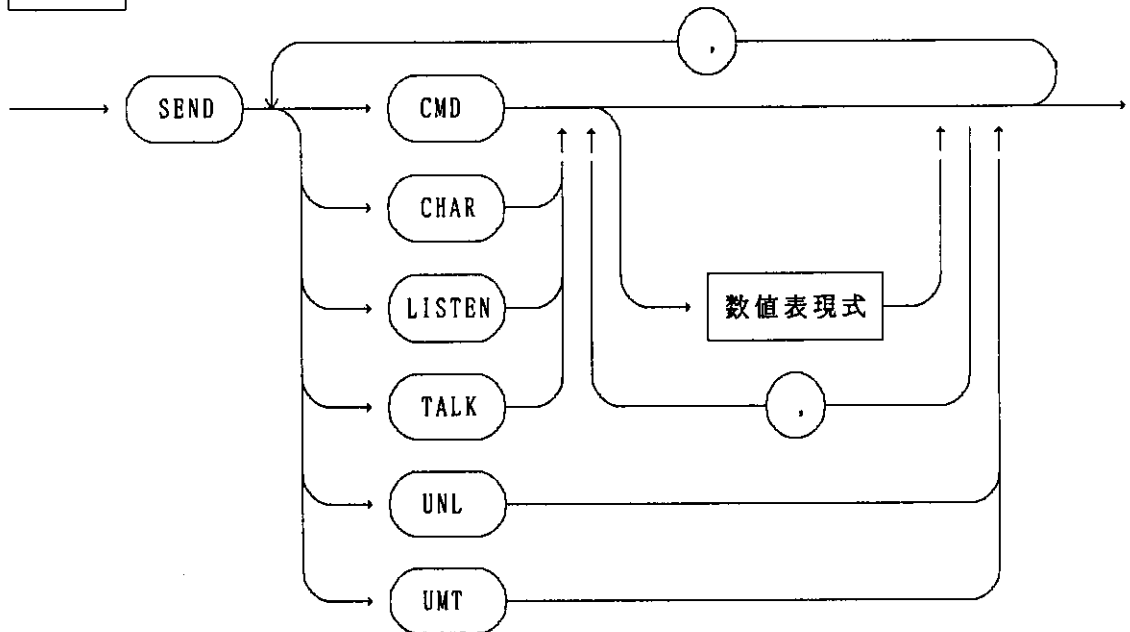 ,
SEND
CMD
CHAR
LISTEN
数値表現式
TALK
,
UNL
UMT